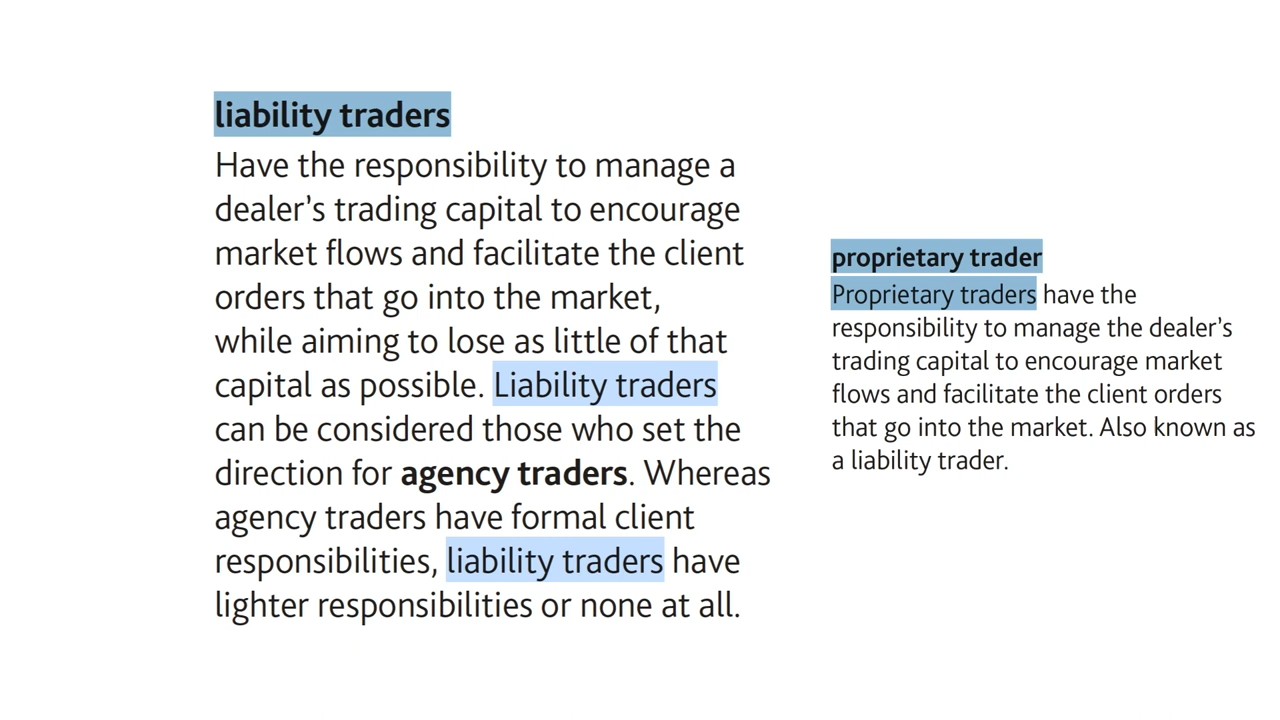 liability traders
Have the responsibility to manage a
dealer’s trading capital to encourage
market flows and facilitate the client
orders that go into the market,
while aiming to lose as little of that
capital as possible. Liability traders
can be considered those who set the
direction for agency traders. Whereas
agency traders have formal client
responsibilities, liability traders have
lighter responsibilities or none at all.
proprietary trader
Proprietary traders have the
responsibility to manage the dealer’s
trading capital to encourage market
flows and facilitate the client orders
that go into the market. Also known as
a liability trader.